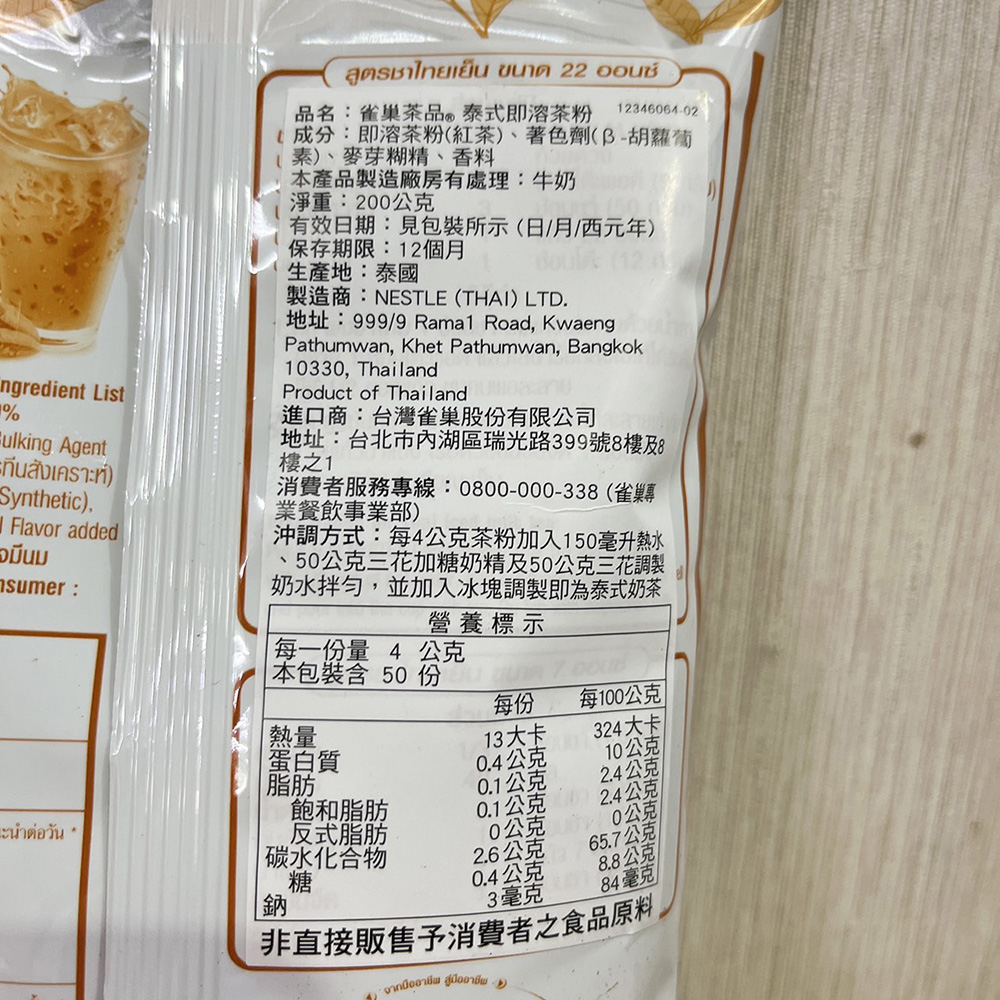 สูตรชาไทยเย็น ขนาด 22 ออนซ์
品名：雀巢茶品® 泰式即溶茶粉 12346064-02
成分：即溶茶粉(紅茶)、著色劑(β-胡蘿蔔
素)、麥芽糊精、香料
本產品製造廠房有處理：牛奶
淨重：200公克
有效日期：見包裝所示 (日/月/西元年)
保存期限：12個月
生產地：泰國
製造商：NESTLE (THAI) LTD.
地址：999/9 Rama1 Road, Kwaeng
Pathumwan, Khet Pathumwan, Bangkok
10330, Thailand
Product of Thailand
進口商：台灣雀巢股份有限公司
地址：台北市內湖區瑞光路399號8樓及8
樓之1
消費者服務專線：0800-000-338 (雀巢專
業餐飲事業部)
沖調方式：每4公克茶粉加入150毫升熱水
、50公克三花加糖奶精及50公克三花調製
奶水拌勻，並加入冰塊調製即為泰式奶茶
營養標示
每一份量 4 公克
本包裝含 50 份
每份 每100公克
熱量 13大卡 324大卡
蛋白質 0.4公克 10公克
脂肪 0.1公克 2.4公克
飽和脂肪 0.1公克 2.4公克
反式脂肪 0公克 0公克
碳水化合物 2.6公克 65.7公克
糖 0.4公克 8.8公克
鈉 3毫克 84毫克
非直接販售予消費者之食品原料
จากมืออาชีพ สู่มืออาชีพ
ngredient List
%
ulking Agent
Synthetic),
Flavor added
nsumer :